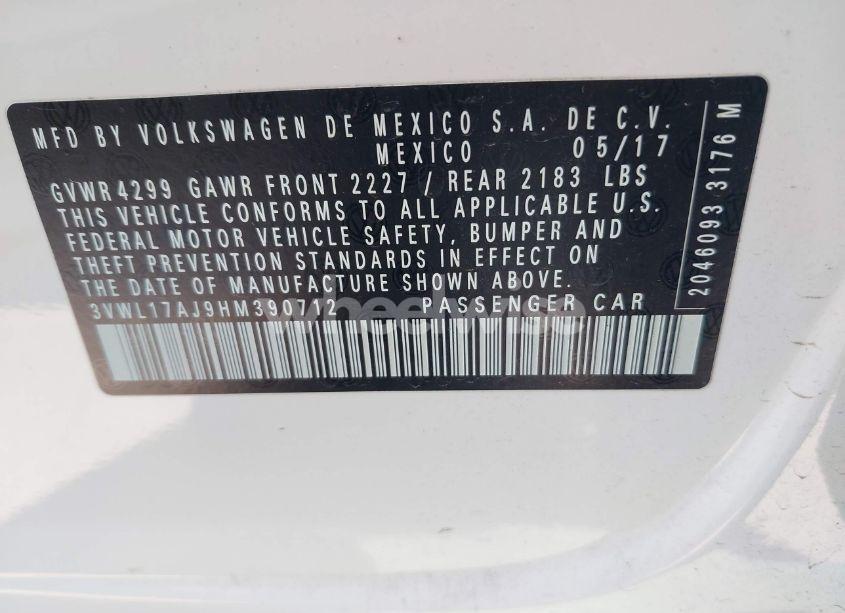 MFD BY VOLKSWAGEN DE MEXICO S.A. DE C.V.
MEXICO 05/17
GVWR 4299 GAWR FRONT 2227 / REAR 2183 LBS
THIS VEHICLE CONFORMS TO ALL APPLICABLE U.S.
FEDERAL MOTOR VEHICLE SAFETY, BUMPER AND
THEFT PREVENTION STANDARDS IN EFFECT ON
THE DATE OF MANUFACTURE SHOWN ABOVE.
3VWL17AJ9HM390712 PASSENGER CAR
2046093 3176 M
wheelwise